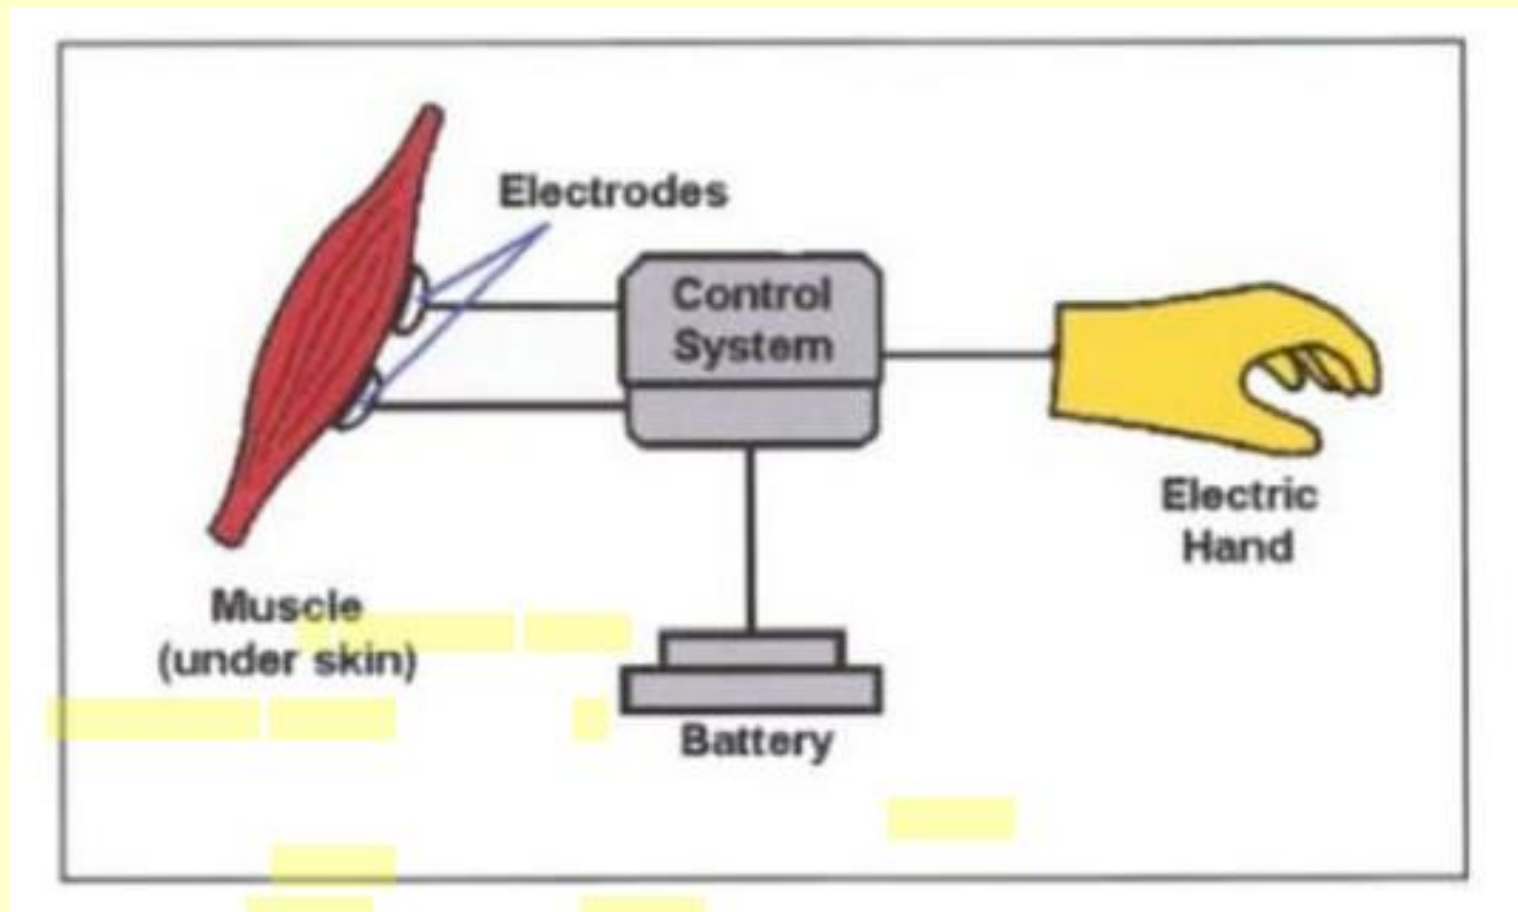 Electrodes
Control
System
Electric
Hand
Muscle
(under skin)
Battery